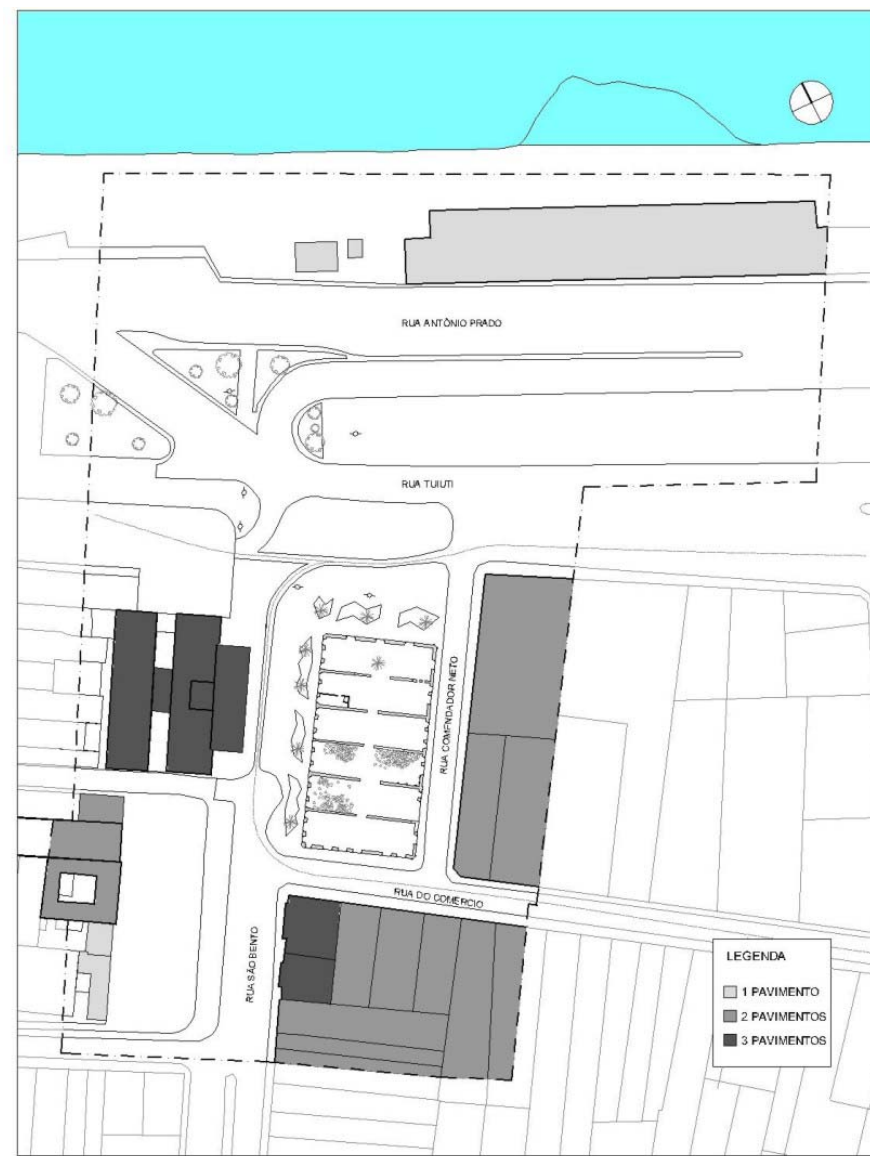 RUA ANTÔNIO PRADO
RUA TUIUTI
RUA COMENDADOR NETO
RUA DO COMERCIO
RUA SÃO BENTO
LEGENDA
1 PAVIMENTO
2 PAVIMENTOS
3 PAVIMENTOS